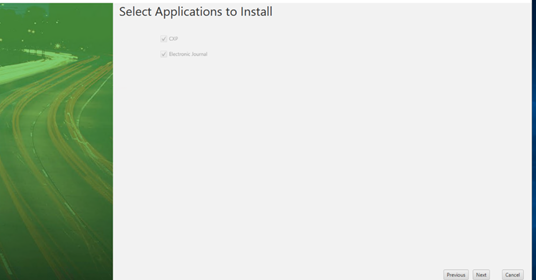 Select Applications to Install
CXP
Electronic Journal
Previous
Next
Cancel